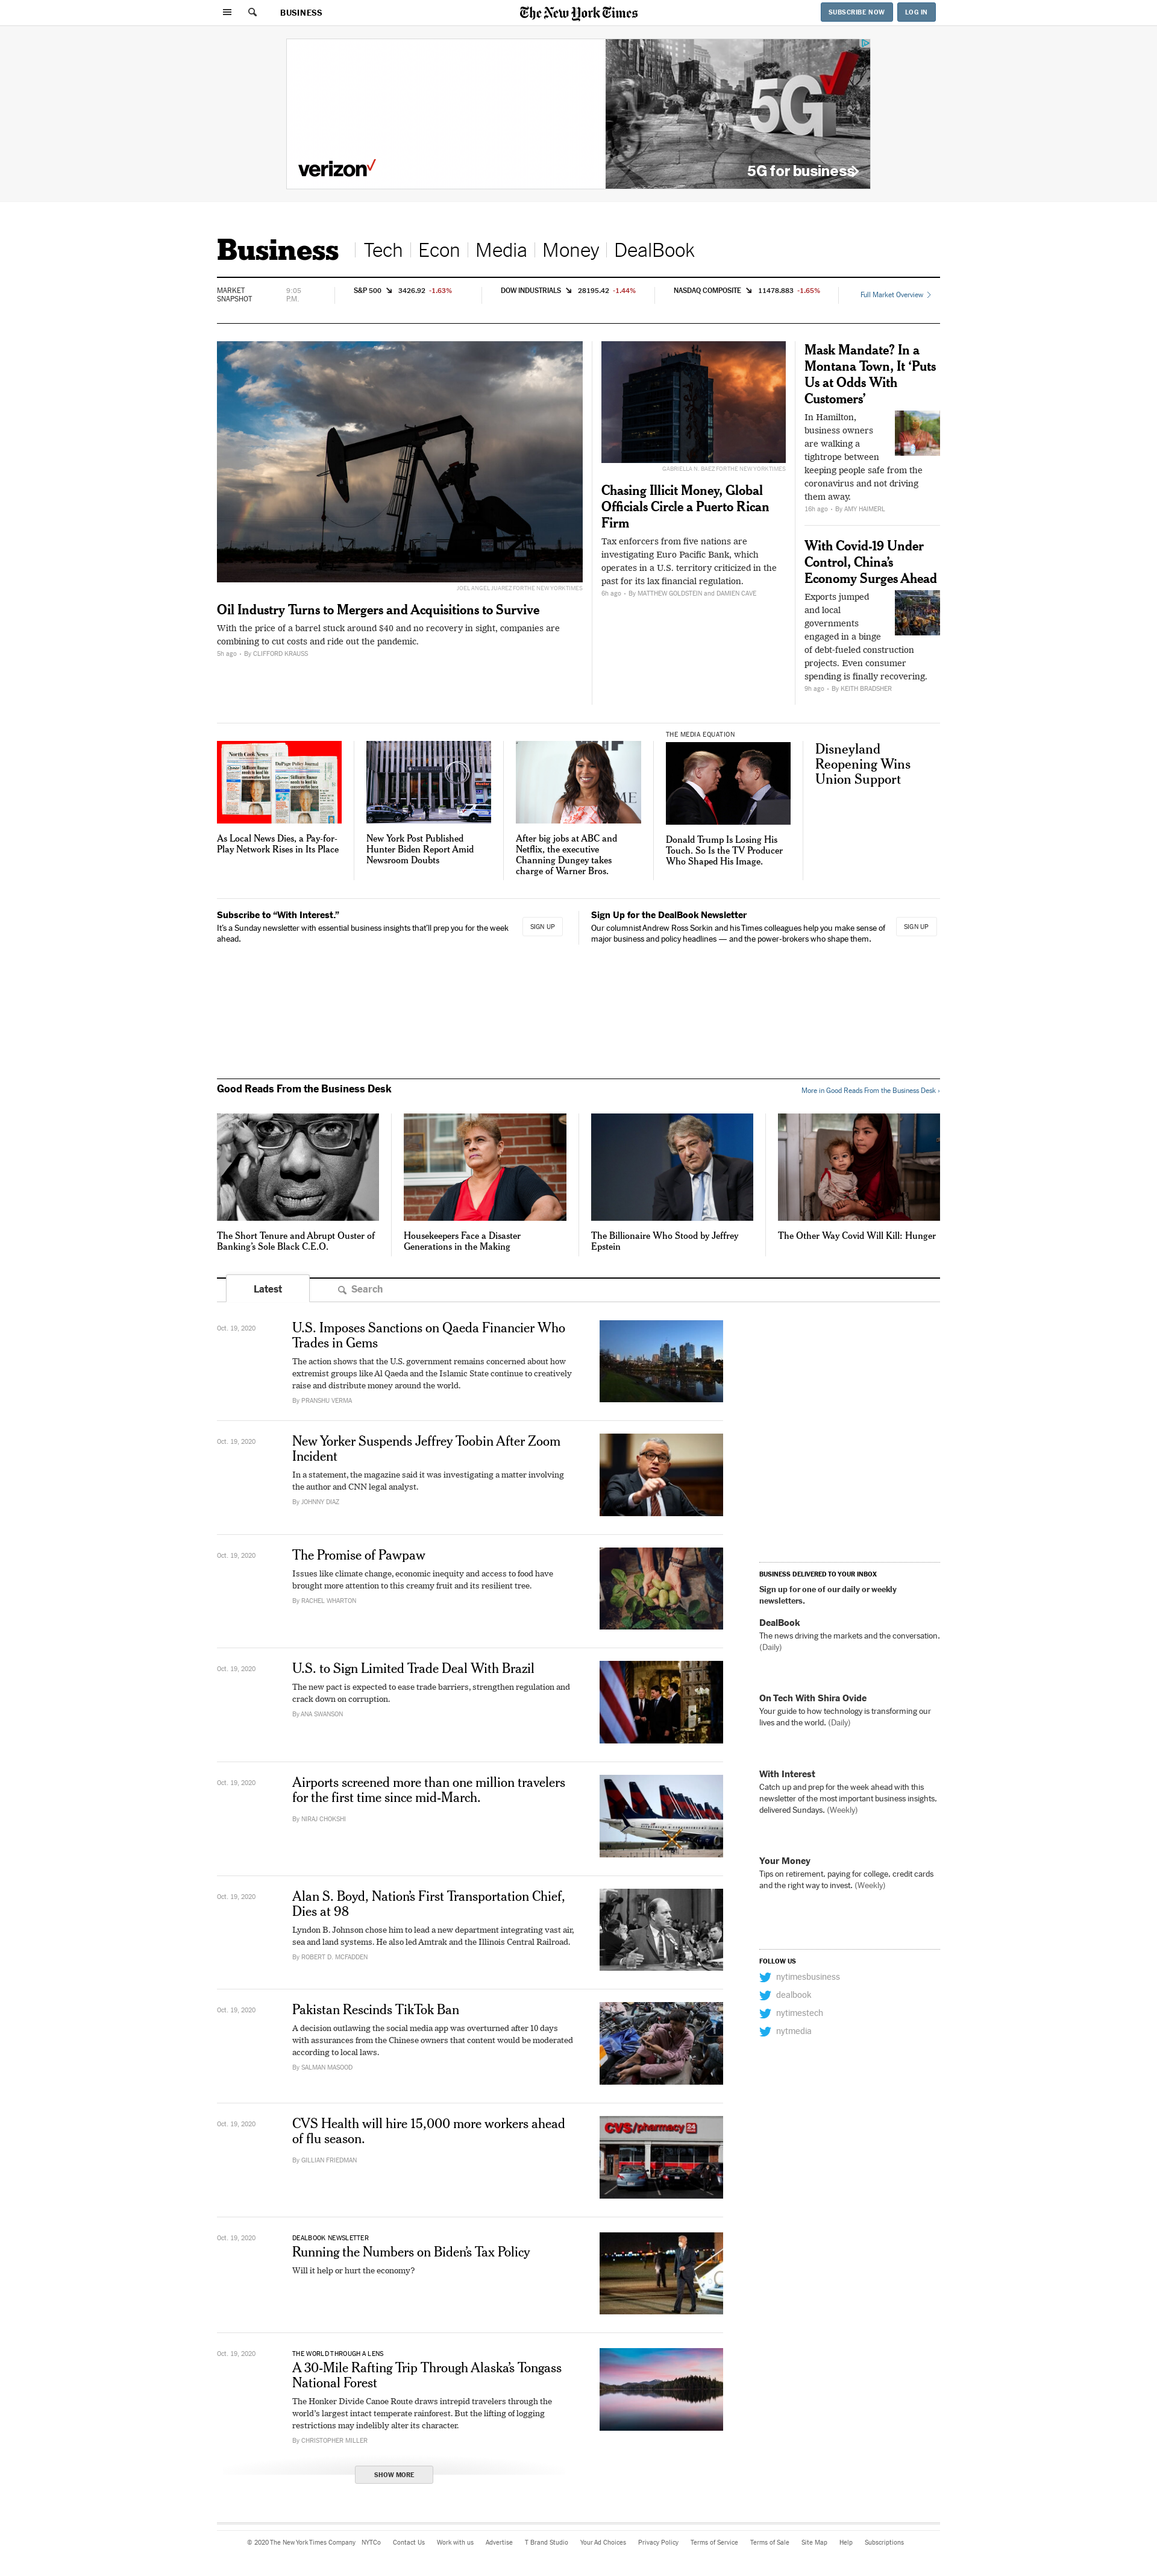 BUSINESS
The New York Times
SUBSCRIBE NOW
LOG IN
verizon
5G
5G for business
Business
Tech
Econ
Media
Money
DealBook
MARKET
SNAPSHOT
9:05
P.M.
S&P 500 3426.92 -1.63%
DOW INDUSTRIALS 28195.42 -1.44%
NASDAQ COMPOSITE 11478.883 -1.65%
Full Market Overview
JOEL ANGEL JUAREZ FOR THE NEW YORK TIMES
Oil Industry Turns to Mergers and Acquisitions to Survive
With the price of a barrel stuck around $40 and no recovery in sight, companies are
combining to cut costs and ride out the pandemic.
5h ago • By CLIFFORD KRAUSS
GABRIELLA N. BAEZ FOR THE NEW YORK TIMES
Chasing Illicit Money, Global
Officials Circle a Puerto Rican
Firm
Tax enforcers from five nations are
investigating Euro Pacific Bank, which
operates in a U.S. territory criticized in the
past for its lax financial regulation.
6h ago • By MATTHEW GOLDSTEIN and DAMIEN CAVE
Mask Mandate? In a
Montana Town, It ‘Puts
Us at Odds With
Customers’
In Hamilton,
business owners
are walking a
tightrope between
keeping people safe from the
coronavirus and not driving
them away.
16h ago • By AMY HAIMERL
With Covid-19 Under
Control, China’s
Economy Surges Ahead
Exports jumped
and local
governments
engaged in a binge
of debt-fueled construction
projects. Even consumer
spending is finally recovering.
9h ago • By KEITH BRADSHER
North Cook News
DuPage Policy Journal
As Local News Dies, a Pay-for-
Play Network Rises in Its Place
New York Post Published
Hunter Biden Report Amid
Newsroom Doubts
After big jobs at ABC and
Netflix, the executive
Channing Dungey takes
charge of Warner Bros.
THE MEDIA EQUATION
Donald Trump Is Losing His
Touch. So Is the TV Producer
Who Shaped His Image.
Disneyland
Reopening Wins
Union Support
Subscribe to “With Interest.”
It’s a Sunday newsletter with essential business insights that’ll prep you for the week
ahead.
SIGN UP
Sign Up for the DealBook Newsletter
Our columnist Andrew Ross Sorkin and his Times colleagues help you make sense of
major business and policy headlines — and the power-brokers who shape them.
SIGN UP
Good Reads From the Business Desk
More in Good Reads From the Business Desk ›
The Short Tenure and Abrupt Ouster of
Banking’s Sole Black C.E.O.
Housekeepers Face a Disaster
Generations in the Making
The Billionaire Who Stood by Jeffrey
Epstein
The Other Way Covid Will Kill: Hunger
Latest
Search
Oct. 19, 2020
U.S. Imposes Sanctions on Qaeda Financier Who
Trades in Gems
The action shows that the U.S. government remains concerned about how
extremist groups like Al Qaeda and the Islamic State continue to creatively
raise and distribute money around the world.
By PRANSHU VERMA
Oct. 19, 2020
New Yorker Suspends Jeffrey Toobin After Zoom
Incident
In a statement, the magazine said it was investigating a matter involving
the author and CNN legal analyst.
By JOHNNY DIAZ
Oct. 19, 2020
The Promise of Pawpaw
Issues like climate change, economic inequity and access to food have
brought more attention to this creamy fruit and its resilient tree.
By RACHEL WHARTON
Oct. 19, 2020
U.S. to Sign Limited Trade Deal With Brazil
The new pact is expected to ease trade barriers, strengthen regulation and
crack down on corruption.
By ANA SWANSON
Oct. 19, 2020
Airports screened more than one million travelers
for the first time since mid-March.
By NIRAJ CHOKSHI
Oct. 19, 2020
Alan S. Boyd, Nation’s First Transportation Chief,
Dies at 98
Lyndon B. Johnson chose him to lead a new department integrating vast air,
sea and land systems. He also led Amtrak and the Illinois Central Railroad.
By ROBERT D. MCFADDEN
Oct. 19, 2020
Pakistan Rescinds TikTok Ban
A decision outlawing the social media app was overturned after 10 days
with assurances from the Chinese owners that content would be moderated
according to local laws.
By SALMAN MASOOD
Oct. 19, 2020
CVS Health will hire 15,000 more workers ahead
of flu season.
By GILLIAN FRIEDMAN
CVS/pharmacy 24
Oct. 19, 2020
DEALBOOK NEWSLETTER
Running the Numbers on Biden’s Tax Policy
Will it help or hurt the economy?
Oct. 19, 2020
THE WORLD THROUGH A LENS
A 30-Mile Rafting Trip Through Alaska’s Tongass
National Forest
The Honker Divide Canoe Route draws intrepid travelers through the
world’s largest intact temperate rainforest. But the lifting of logging
restrictions may indelibly alter its character.
By CHRISTOPHER MILLER
SHOW MORE
BUSINESS DELIVERED TO YOUR INBOX
Sign up for one of our daily or weekly
newsletters.
DealBook
The news driving the markets and the conversation.
(Daily)
On Tech With Shira Ovide
Your guide to how technology is transforming our
lives and the world. (Daily)
With Interest
Catch up and prep for the week ahead with this
newsletter of the most important business insights,
delivered Sundays. (Weekly)
Your Money
Tips on retirement, paying for college, credit cards
and the right way to invest. (Weekly)
FOLLOW US
nytimesbusiness
dealbook
nytimestech
nytmedia
© 2020 The New York Times Company NYTCo Contact Us Work with us Advertise T Brand Studio Your Ad Choices Privacy Policy Terms of Service Terms of Sale Site Map Help Subscriptions